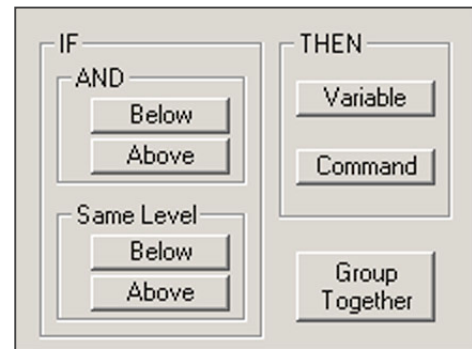 IF
AND
Below
Above
Same Level
Below
Above
THEN
Variable
Command
Group
Together